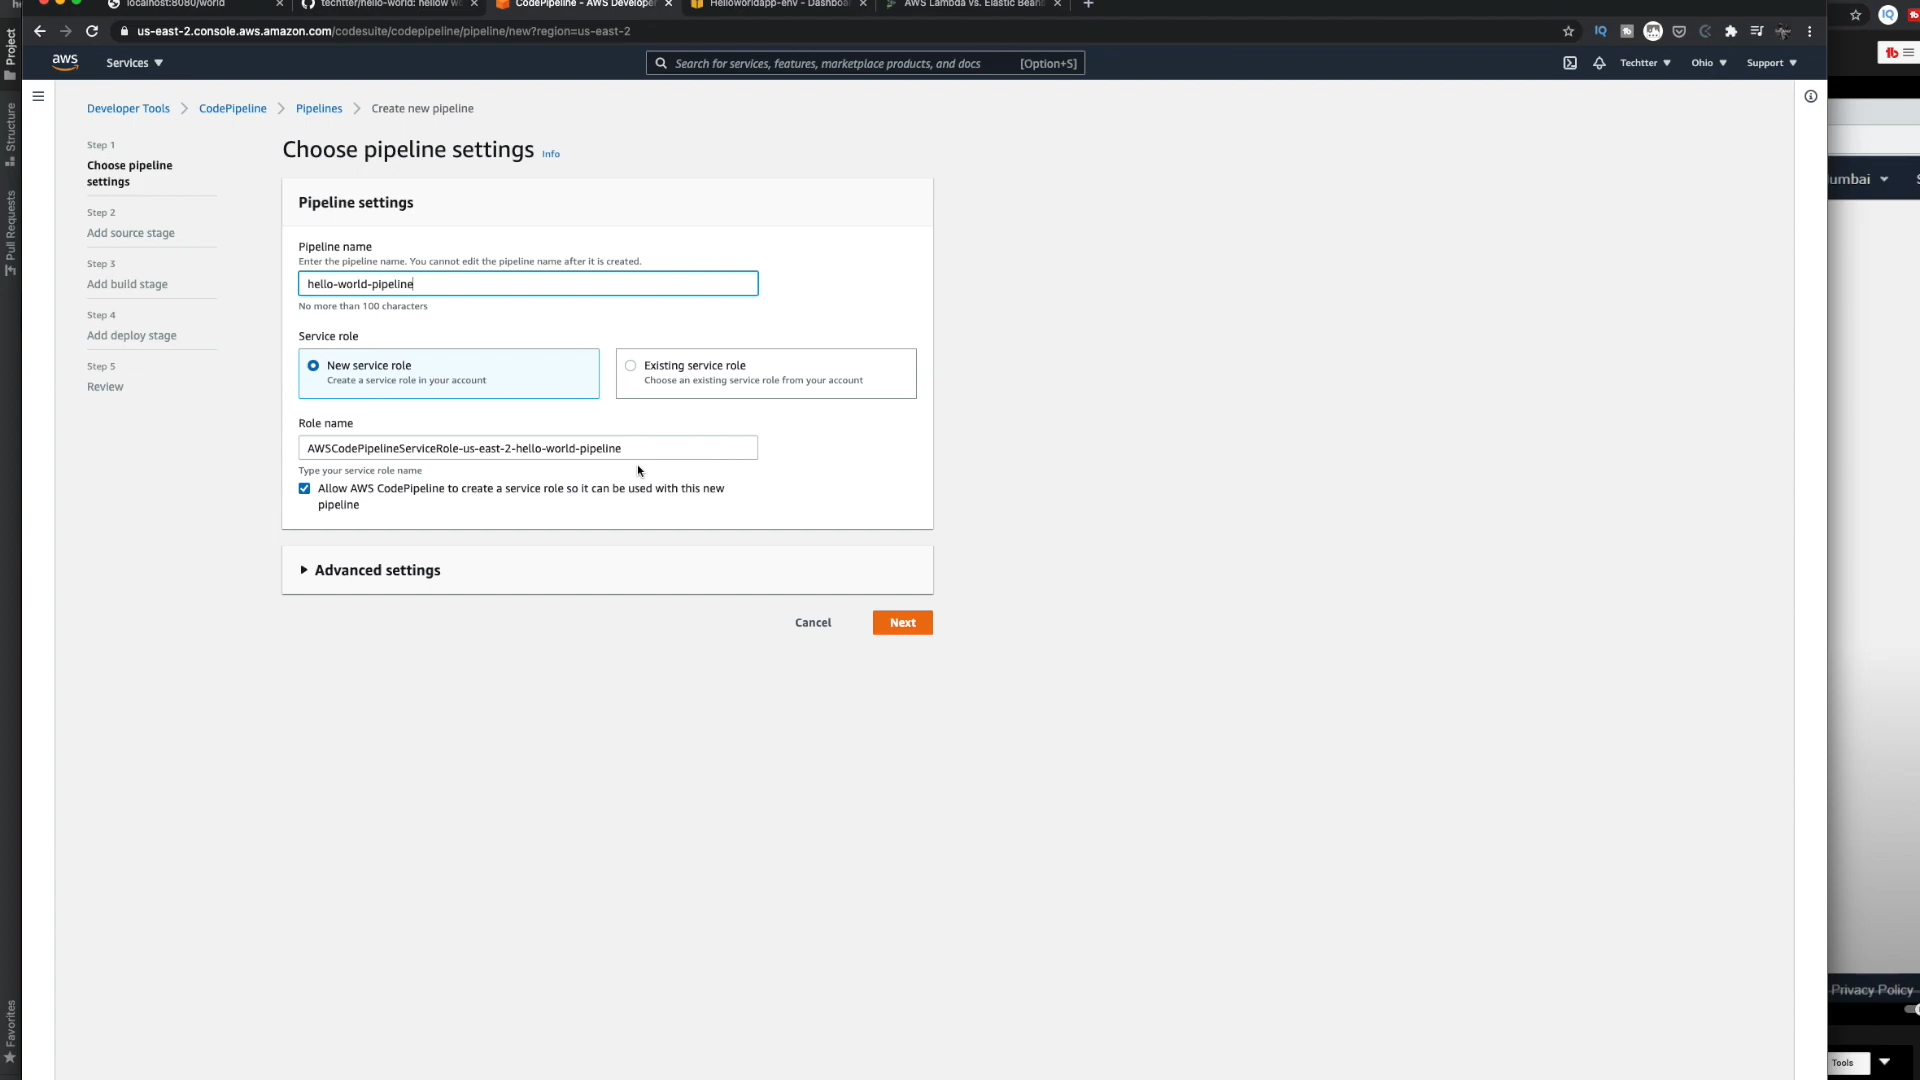 localhost:8080/world
techtter/hello-world: hellow w
CodePipeline - AWS Developer
Helloworldapp-env - Dashboa
AWS Lambda vs. Elastic Bean
us-east-2.console.aws.amazon.com/codesuite/codepipeline/pipeline/new?region=us-east-2
aws
Services
Search for services, features, marketplace products, and docs
[Option+S]
Techtter
Ohio
Support
Developer Tools
CodePipeline
Pipelines
Create new pipeline
Step 1
Choose pipeline
settings
Step 2
Add source stage
Step 3
Add build stage
Step 4
Add deploy stage
Step 5
Review
Choose pipeline settings
Info
Pipeline settings
Pipeline name
Enter the pipeline name. You cannot edit the pipeline name after it is created.
hello-world-pipeline
No more than 100 characters
Service role
New service role
Create a service role in your account
Existing service role
Choose an existing service role from your account
Role name
AWSCodePipelineServiceRole-us-east-2-hello-world-pipeline
Type your service role name
Allow AWS CodePipeline to create a service role so it can be used with this new
pipeline
Advanced settings
Cancel
Next
Project
Structure
Pull Requests
Favorites
IQ
IQ
tb
umbai
Privacy Policy
Tools